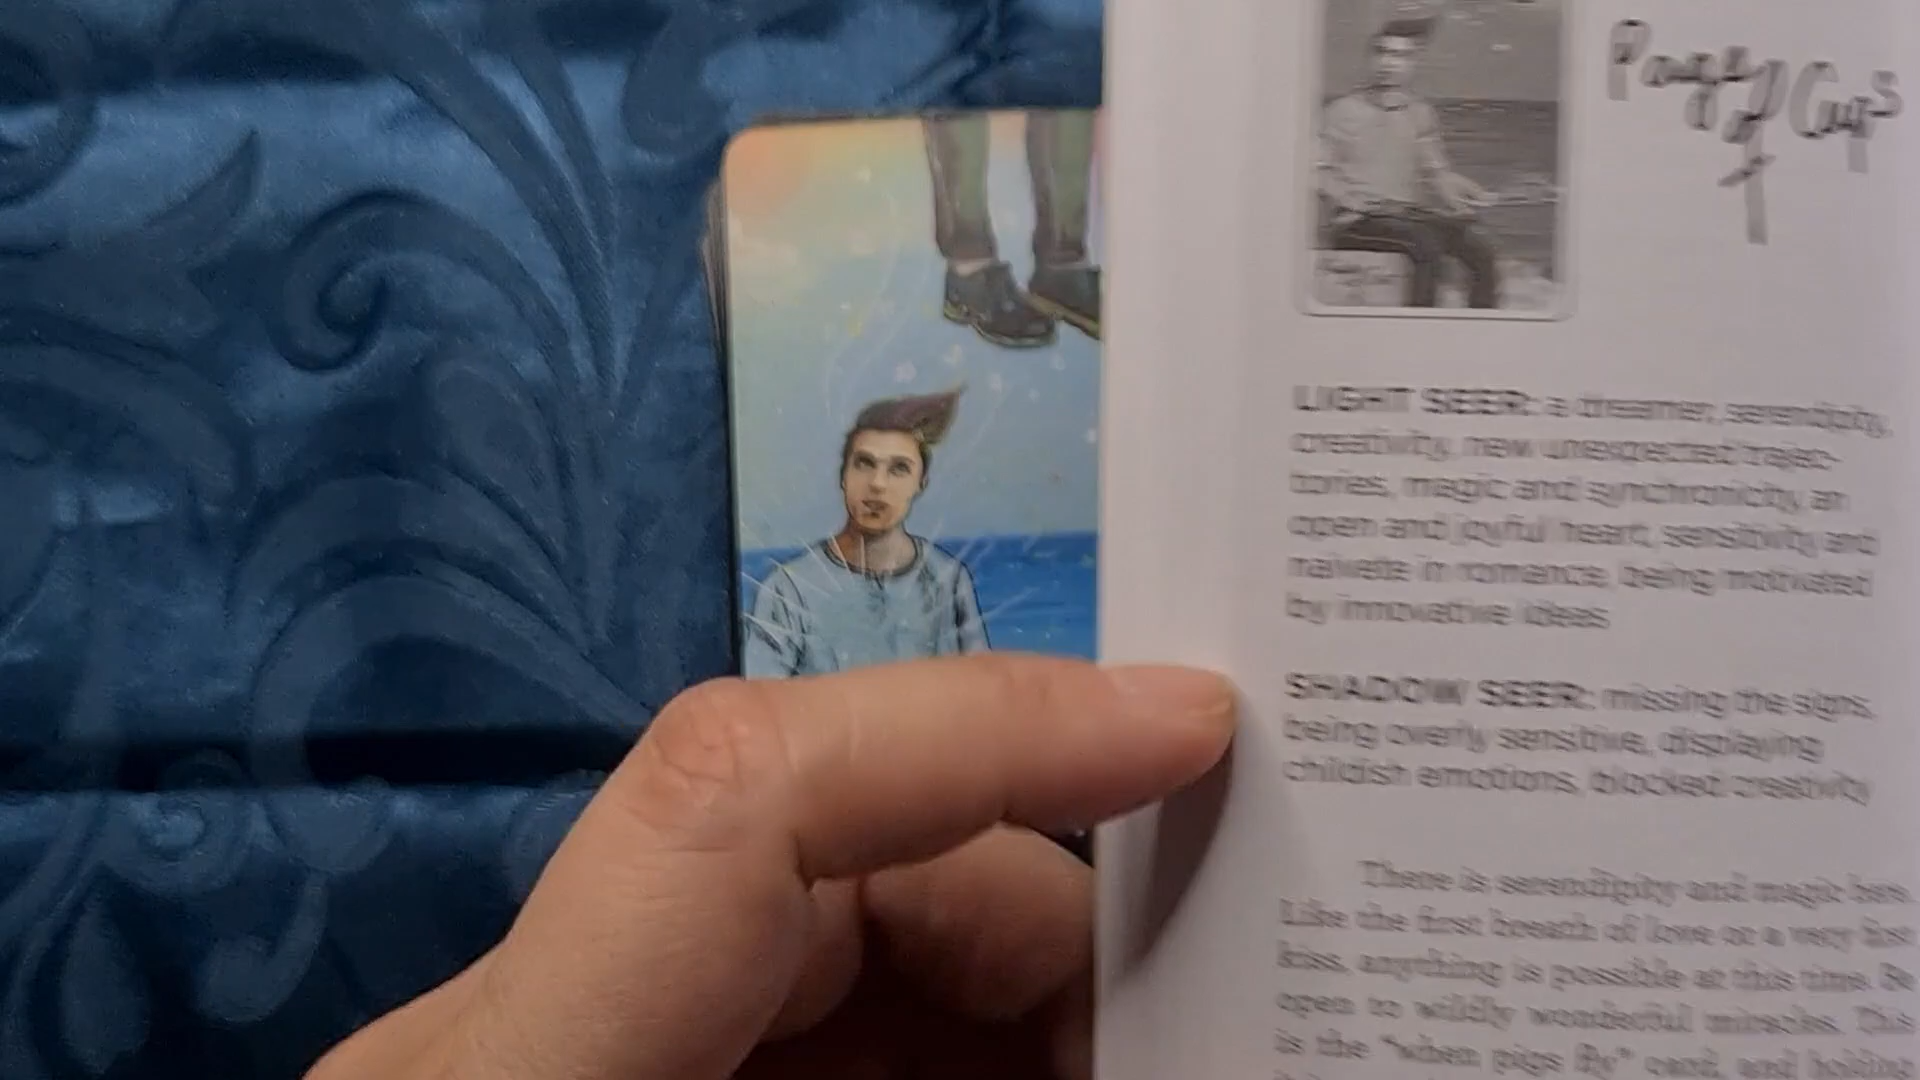 Page of Cups
LIGHT SEER: a dreamer, serendipity,
creativity, new unexpected trajec-
tories, magic and synchronicity, an
open and joyful heart, sensitivity and
naivete in romance, being motivated
by innovative ideas
SHADOW SEER: missing the signs,
being overly sensitive, displaying
childish emotions, blocked creativity
There is serendipity and magic here.
Like the first breath of love or a very first
kiss, anything is possible at this time. Be
open to wildly wonderful miracles. This
is the "when pigs fly" card, and holding